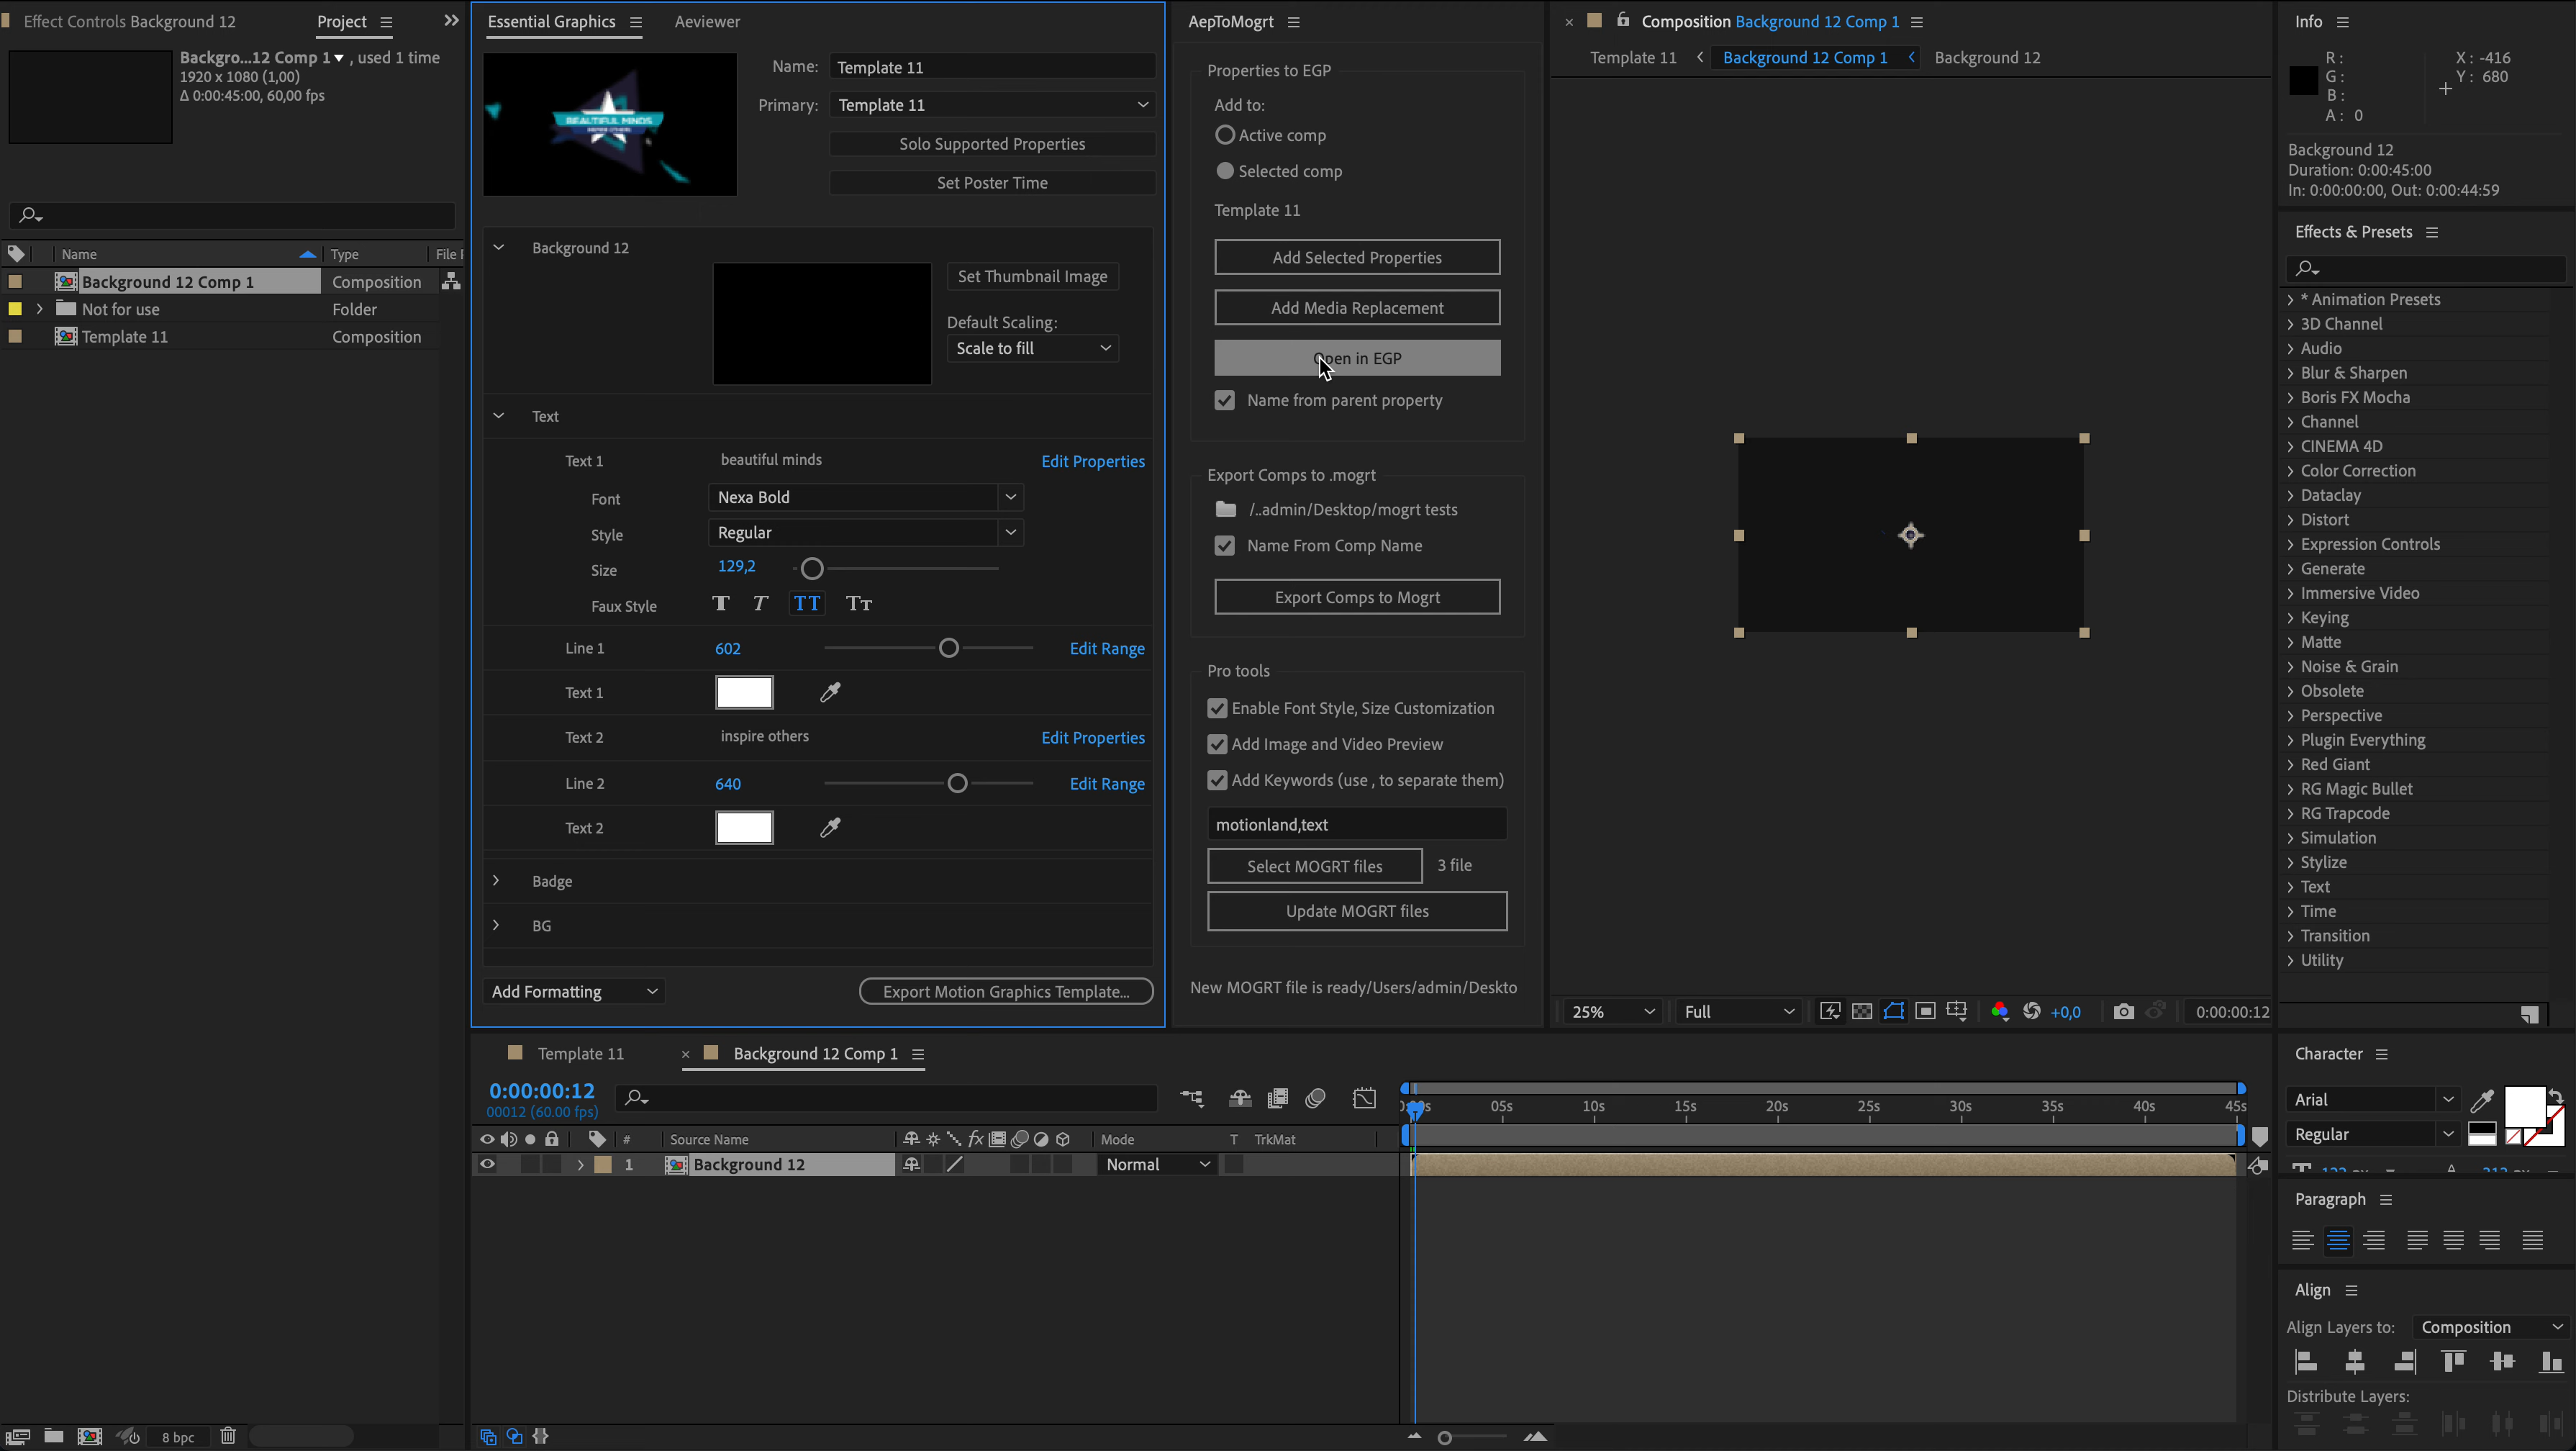 Effect Controls Background 12
Project
Backgro...12 Comp 1 , used 1 time
1920 x 1080 (1,00)
Δ 0:00:45:00, 60,00 fps
Name
Type
Background 12 Comp 1
Composition
Not for use
Folder
Template 11
Composition
8 bpc
Essential Graphics
Aeviewer
BEAUTIFUL MINDS
Name:
Template 11
Primary:
Template 11
Solo Supported Properties
Set Poster Time
Background 12
Set Thumbnail Image
Default Scaling:
Scale to fill
Text
Text 1
beautiful minds
Edit Properties
Font
Nexa Bold
Style
Regular
Size
129,2
Faux Style
T T TT Tт
Line 1
602
Edit Range
Text 1
Text 2
inspire others
Edit Properties
Line 2
640
Edit Range
Text 2
Badge
BG
Add Formatting
Export Motion Graphics Template...
AepToMogrt
Properties to EGP
Add to:
Active comp
Selected comp
Template 11
Add Selected Properties
Add Media Replacement
Open in EGP
Name from parent property
Export Comps to .mogrt
/..admin/Desktop/mogrt tests
Name From Comp Name
Export Comps to Mogrt
Pro tools
Enable Font Style, Size Customization
Add Image and Video Preview
Add Keywords (use , to separate them)
motionland,text
Select MOGRT files
3 file
Update MOGRT files
New MOGRT file is ready/Users/admin/Deskto
Composition Background 12 Comp 1
Template 11
Background 12 Comp 1
Background 12
25%
Full
+0,0
0:00:00:12
Template 11
Background 12 Comp 1
0:00:00:12
00012 (60.00 fps)
05s
10s
15s
20s
25s
30s
35s
40s
45s
#
Source Name
fx
Mode
T
TrkMat
1
Background 12
Normal
Info
R:
G:
B:
A: 0
X: -416
Y: 680
Background 12
Duration: 0:00:45:00
In: 0:00:00:00, Out: 0:00:44:59
Effects & Presets
* Animation Presets
3D Channel
Audio
Blur & Sharpen
Boris FX Mocha
Channel
CINEMA 4D
Color Correction
Dataclay
Distort
Expression Controls
Generate
Immersive Video
Keying
Matte
Noise & Grain
Obsolete
Perspective
Plugin Everything
Red Giant
RG Magic Bullet
RG Trapcode
Simulation
Stylize
Text
Time
Transition
Utility
Character
Arial
Regular
Paragraph
Align
Align Layers to:
Composition
Distribute Layers: